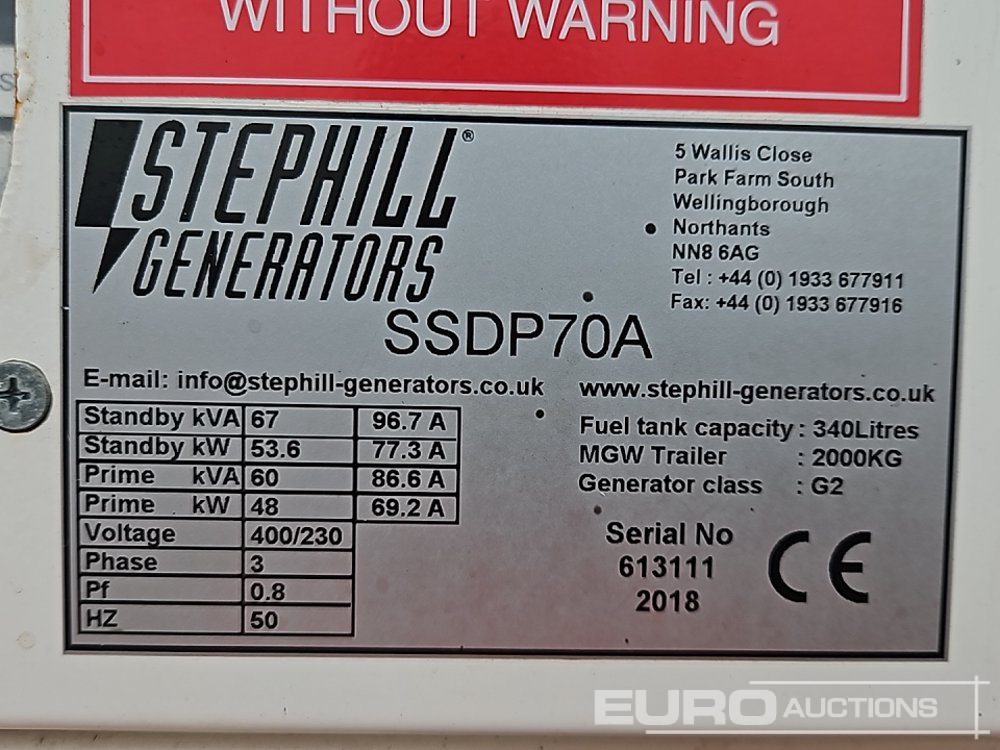 WITHOUT WARNING
STEPHILL®
GENERATORS
5 Wallis Close
Park Farm South
Wellingborough
Northants
NN8 6AG
Tel : +44 (0) 1933 677911
Fax: +44 (0) 1933 677916
SSDP70A
E-mail: info@stephill-generators.co.uk www.stephill-generators.co.uk
Standby kVA 67 96.7 A
Standby kW 53.6 77.3 A
Prime kVA 60 86.6 A
Prime kW 48 69.2 A
Voltage 400/230
Phase 3
Pf 0.8
HZ 50
Fuel tank capacity : 340Litres
MGW Trailer : 2000KG
Generator class : G2
Serial No
613111
2018
CE
EURO AUCTIONS